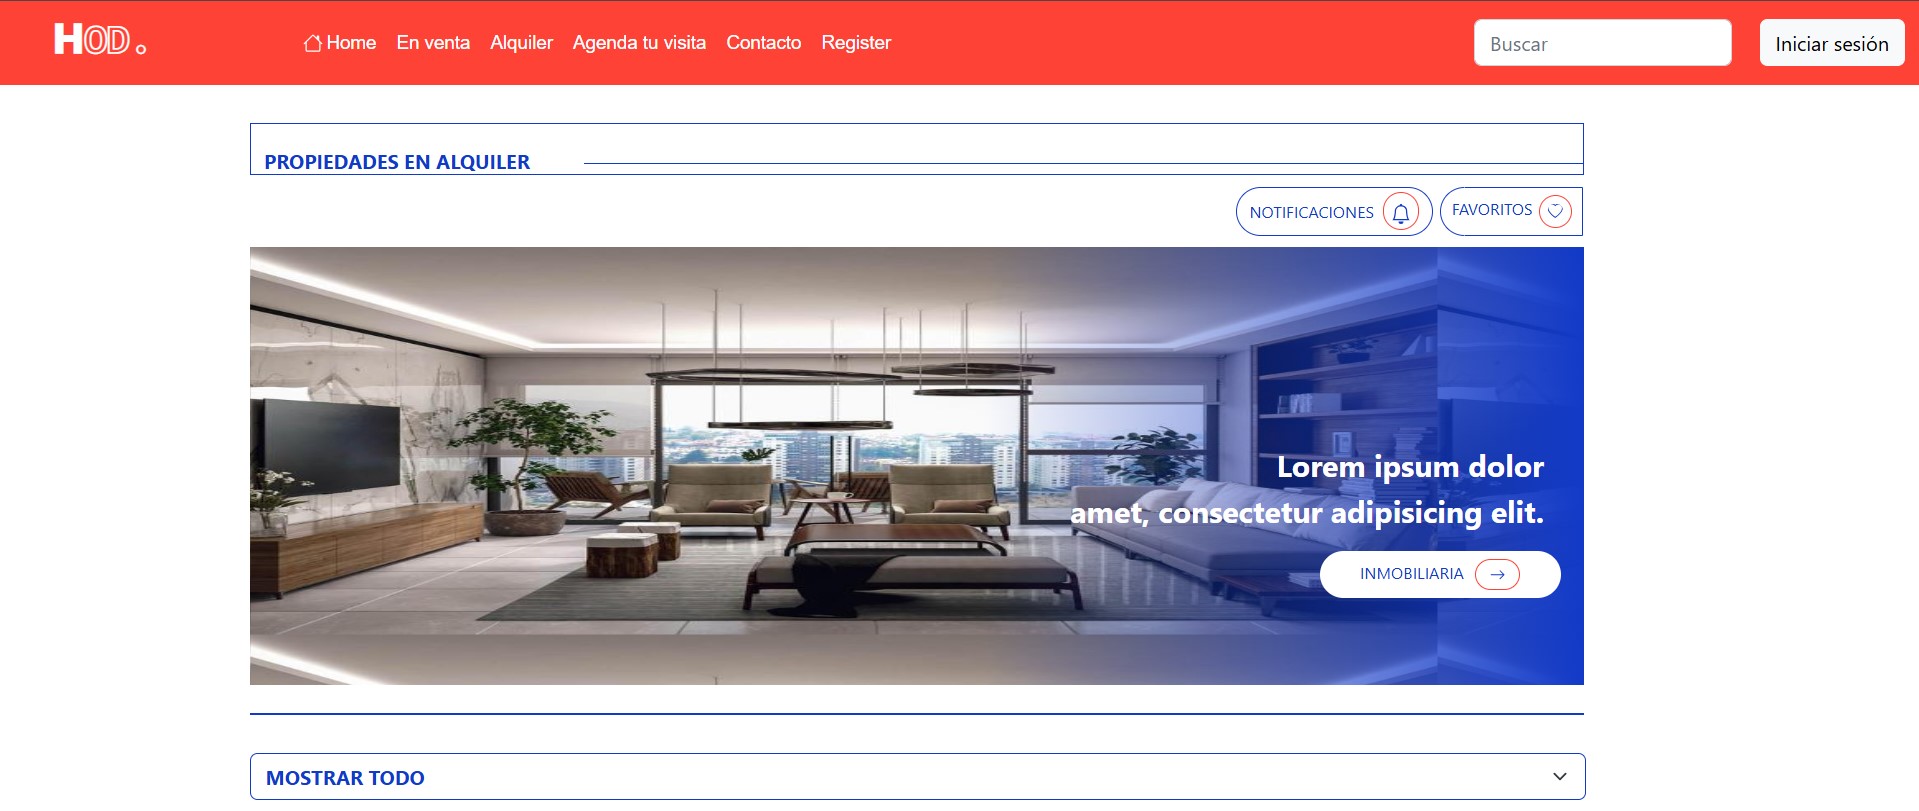 HOD.
Home En venta Alquiler Agenda tu visita Contacto Register
Buscar
Iniciar sesión
PROPIEDADES EN ALQUILER
NOTIFICACIONES
FAVORITOS
Lorem ipsum dolor
amet, consectetur adipisicing elit.
INMOBILIARIA
MOSTRAR TODO